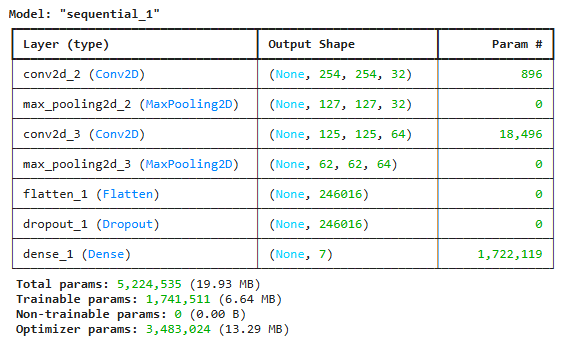 Model: "sequential_1"
Layer (type) Output Shape Param #
conv2d_2 (Conv2D) (None, 254, 254, 32) 896
max_pooling2d_2 (MaxPooling2D) (None, 127, 127, 32) 0
conv2d_3 (Conv2D) (None, 125, 125, 64) 18,496
max_pooling2d_3 (MaxPooling2D) (None, 62, 62, 64) 0
flatten_1 (Flatten) (None, 246016) 0
dropout_1 (Dropout) (None, 246016) 0
dense_1 (Dense) (None, 7) 1,722,119
Total params: 5,224,535 (19.93 MB)
Trainable params: 1,741,511 (6.64 MB)
Non-trainable params: 0 (0.00 B)
Optimizer params: 3,483,024 (13.29 MB)